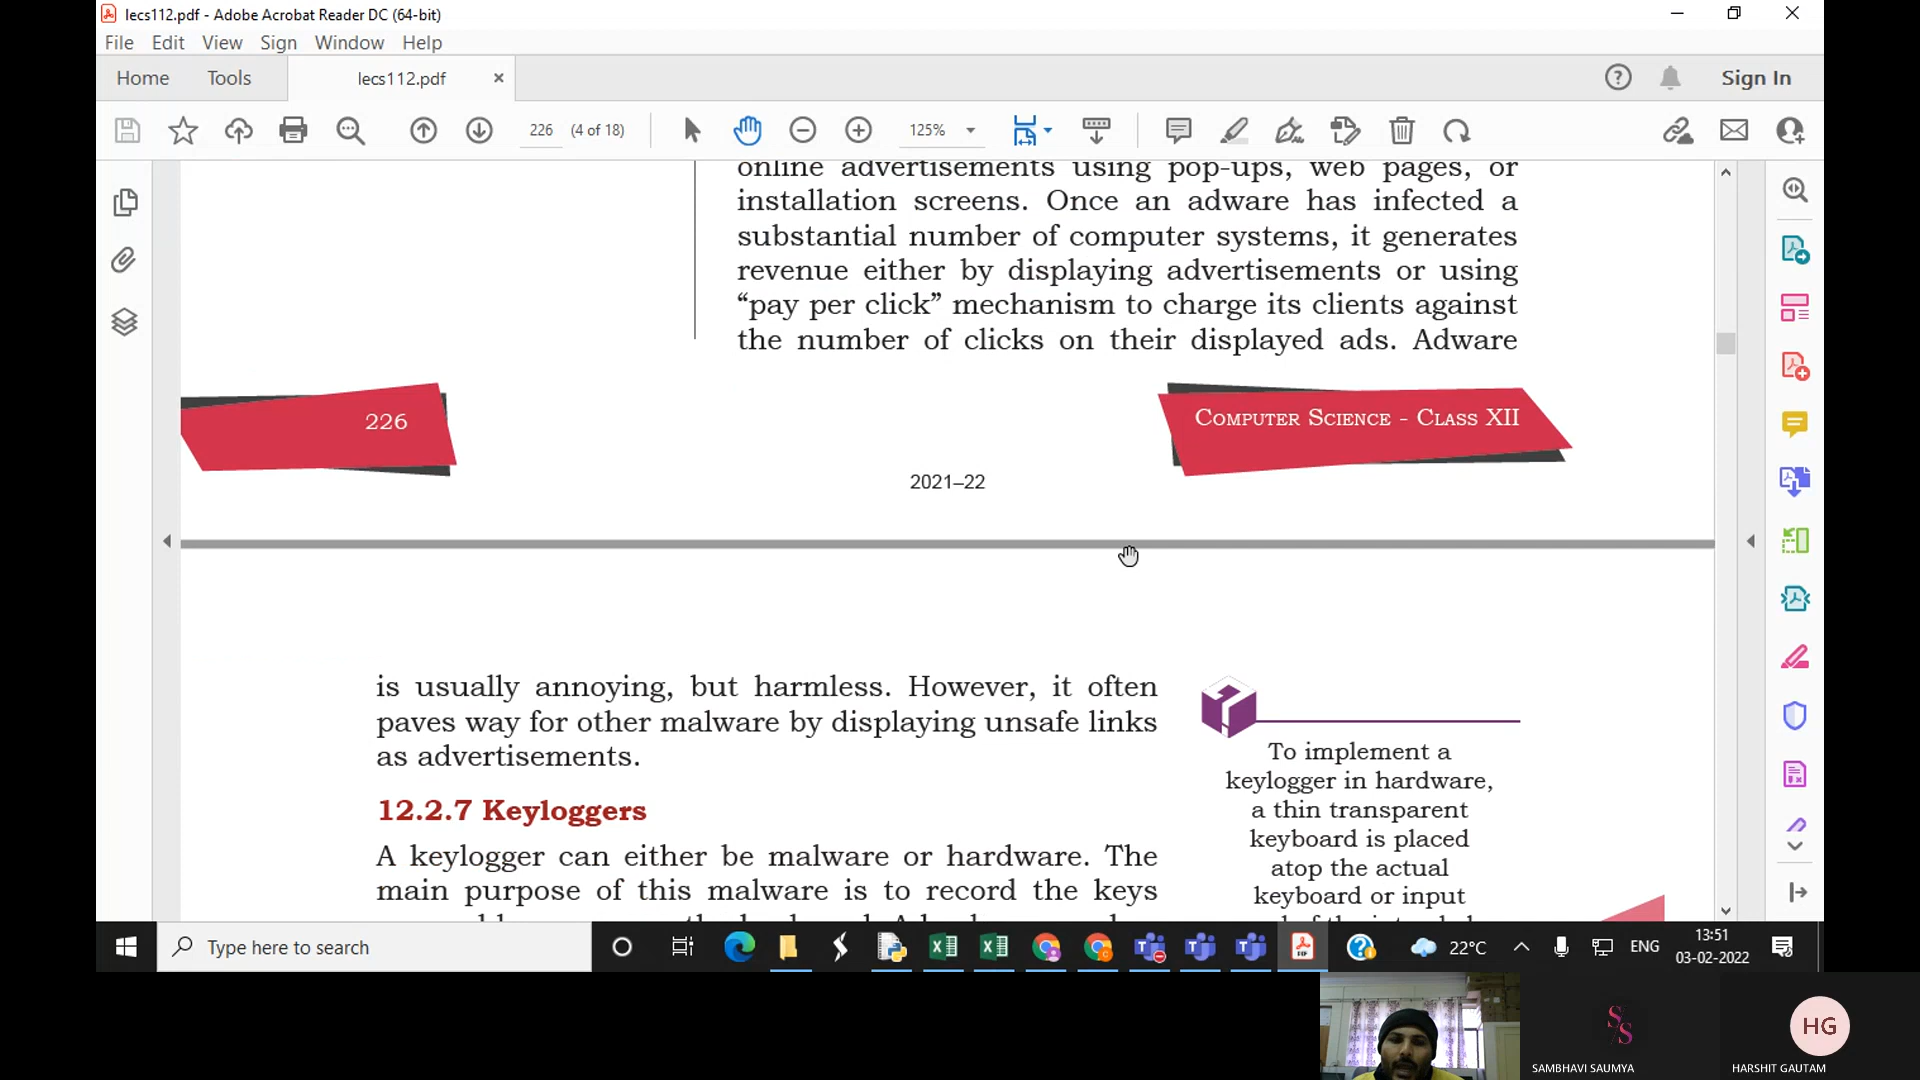 lecs112.pdf - Adobe Acrobat Reader DC (64-bit)
File Edit View Sign Window Help
Home Tools lecs112.pdf Sign In
226 (4 of 18) 125%
online advertisements using pop-ups, web pages, or
installation screens. Once an adware has infected a
substantial number of computer systems, it generates
revenue either by displaying advertisements or using
“pay per click” mechanism to charge its clients against
the number of clicks on their displayed ads. Adware
226
Computer Science - Class XII
2021–22
is usually annoying, but harmless. However, it often
paves way for other malware by displaying unsafe links
as advertisements.
12.2.7 Keyloggers
A keylogger can either be malware or hardware. The
main purpose of this malware is to record the keys
To implement a
keylogger in hardware,
a thin transparent
keyboard is placed
atop the actual
keyboard or input
Type here to search
22°C
ENG
13:51
03-02-2022
S/S
HG
SAMBHAVI SAUMYA
HARSHIT GAUTAM